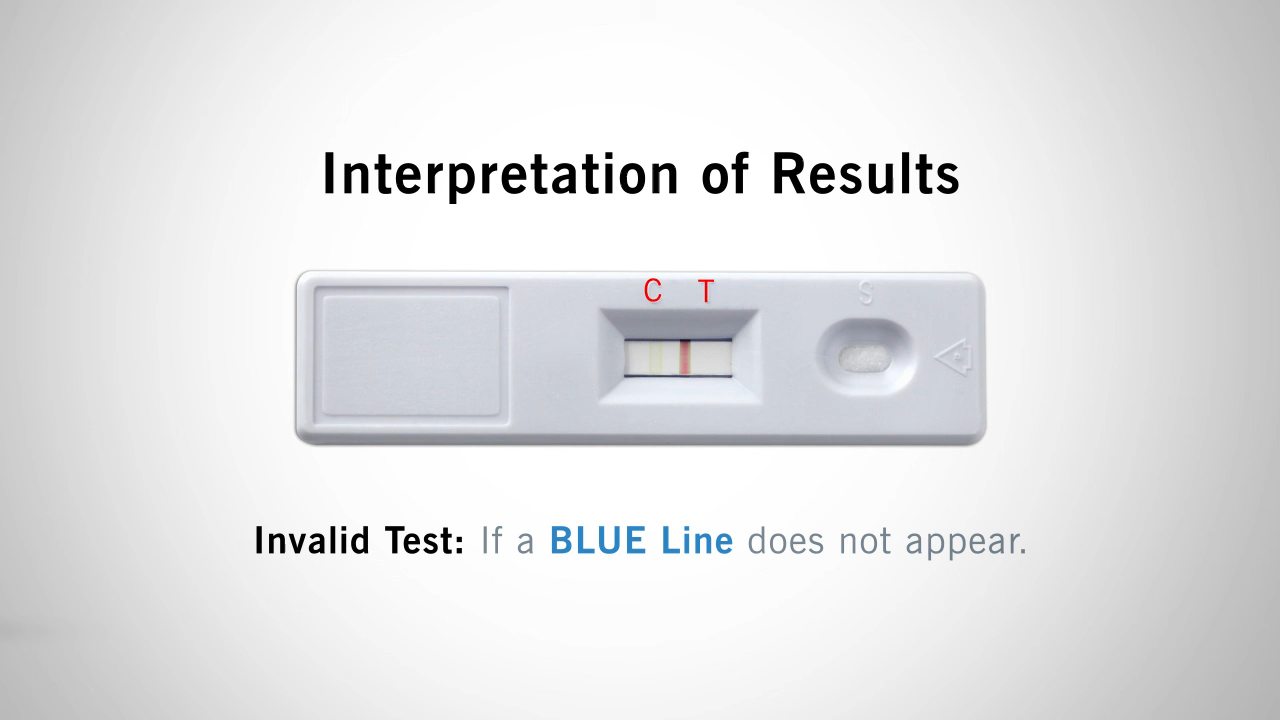 Interpretation of Results
C T S
Invalid Test: If a BLUE Line does not appear.